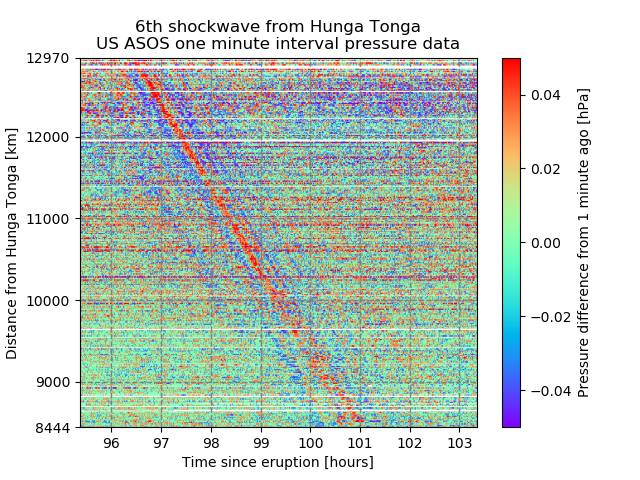 6th shockwave from Hunga Tonga
US ASOS one minute interval pressure data
12970
12000
11000
10000
9000
8444
Distance from Hunga Tonga [km]
96 97 98 99 100 101 102 103
Time since eruption [hours]
0.04
0.02
0.00
−0.02
−0.04
Pressure difference from 1 minute ago [hPa]